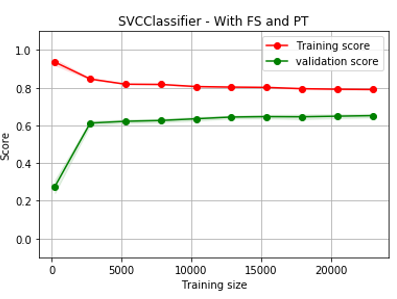 SVCClassifier - With FS and PT
Training score
validation score
1.0
0.8
0.6
0.4
0.2
0.0
Score
0
5000
10000
15000
20000
Training size